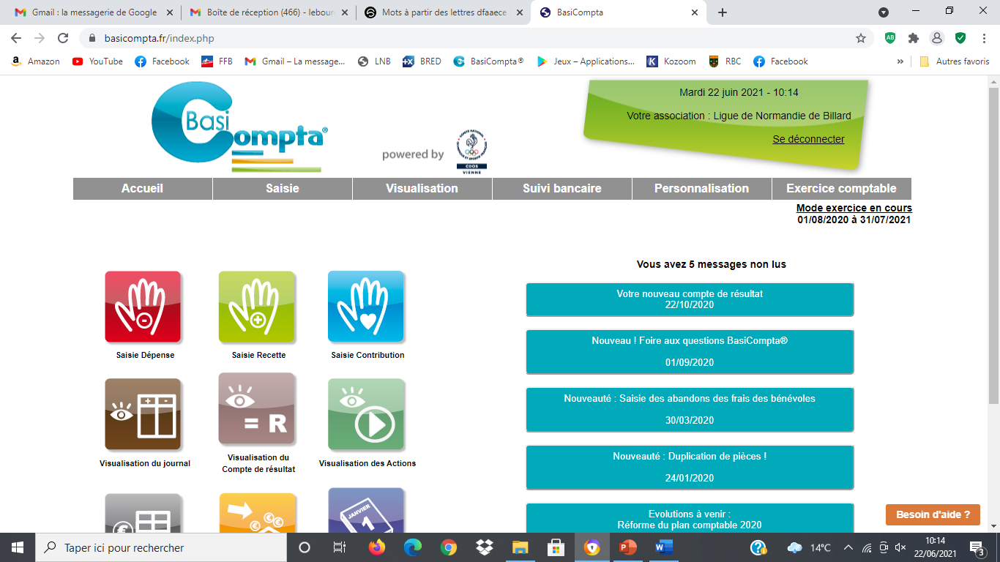 Gmail : la messagerie de Google
Boîte de réception (466) - lebour
Mots à partir des lettres dfaaece
BasiCompta
basicompta.fr/index.php
Amazon
YouTube
Facebook
FFB
Gmail – La message...
LNB
BRED
BasiCompta®
Jeux – Applications...
Kozoom
RBC
Facebook
»
Autres favoris
Basi
Compta®
powered by
CDOS
VIENNE
Mardi 22 juin 2021 - 10:14
Votre association : Ligue de Normandie de Billard
Se déconnecter
Accueil
Saisie
Visualisation
Suivi bancaire
Personnalisation
Exercice comptable
Mode exercice en cours
01/08/2020 à 31/07/2021
Saisie Dépense
Saisie Recette
Saisie Contribution
= R
Visualisation du journal
Visualisation du
Compte de résultat
Visualisation des Actions
JANVIER
1
Vous avez 5 messages non lus
Votre nouveau compte de résultat
22/10/2020
Nouveau ! Foire aux questions BasiCompta®
01/09/2020
Nouveauté : Saisie des abandons des frais des bénévoles
30/03/2020
Nouveauté : Duplication de pièces !
24/01/2020
Evolutions à venir :
Réforme du plan comptable 2020
Besoin d'aide ?
Taper ici pour rechercher
14°C
10:14
22/06/2021
3